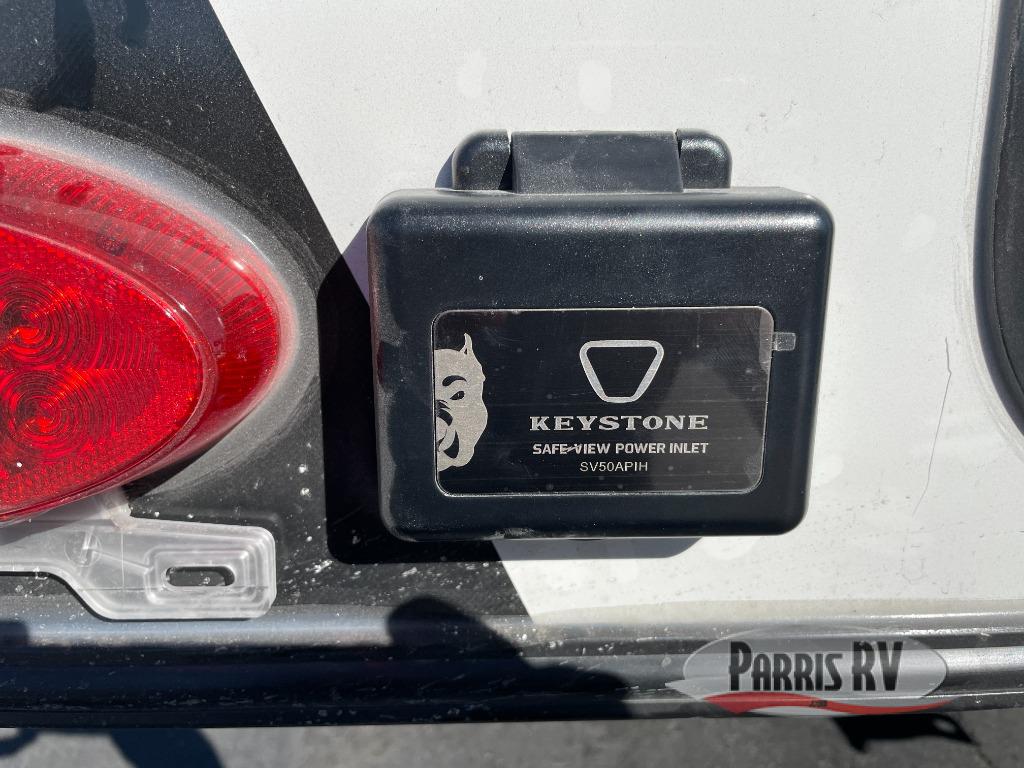 KEYSTONE
SAFE-VIEW POWER INLET
SV50APIH
PARRIS RV